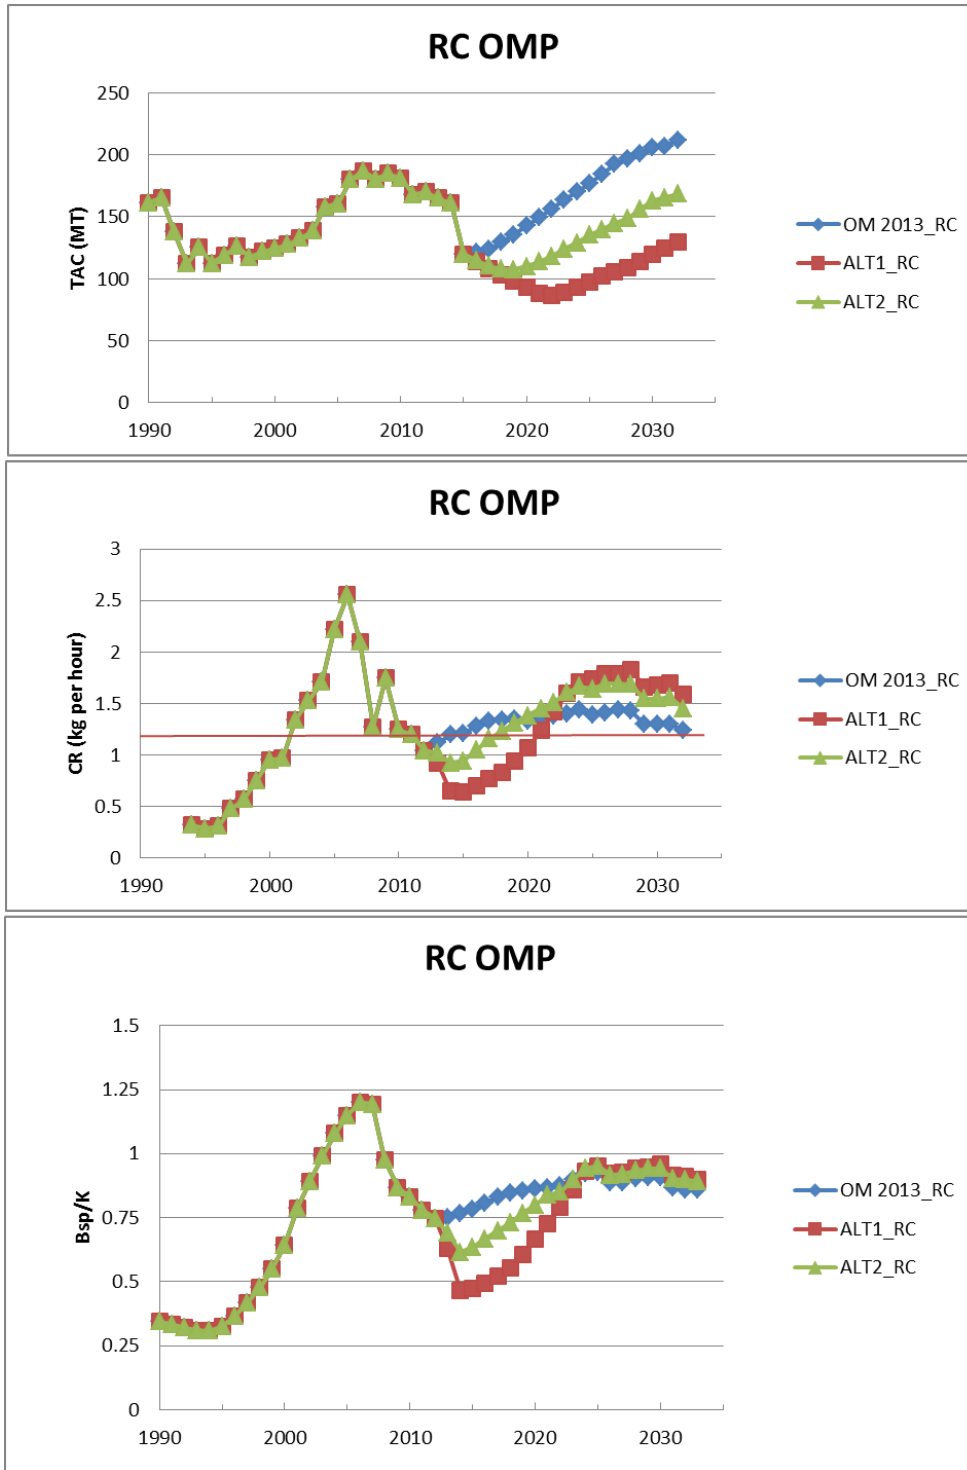 RC OMP
TAC (MT)
250
200
150
100
50
0
1990
2000
2010
2020
2030
OM 2013_RC
ALT1_RC
ALT2_RC
RC OMP
CR (kg per hour)
3
2.5
2
1.5
1
0.5
0
1990
2000
2010
2020
2030
OM 2013_RC
ALT1_RC
ALT2_RC
RC OMP
Bsp/K
1.5
1.25
1
0.75
0.5
0.25
0
1990
2000
2010
2020
2030
OM 2013_RC
ALT1_RC
ALT2_RC